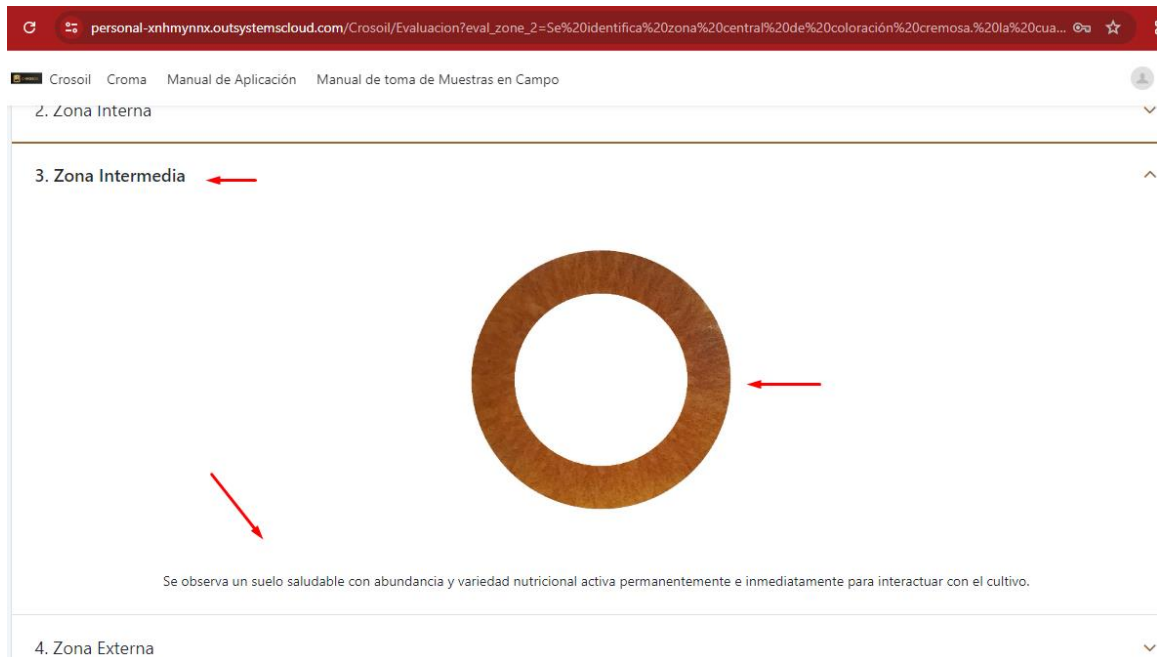 personal-xnhmynnx.outsystemscloud.com/Crosoil/Evaluacion?eval_zone_2=Se%20identifica%20zona%20central%20de%20coloración%20cremosa.%20la%20cua...
Crosoil Croma Manual de Aplicación Manual de toma de Muestras en Campo
2. Zona Interna
3. Zona Intermedia
Se observa un suelo saludable con abundancia y variedad nutricional activa permanentemente e inmediatamente para interactuar con el cultivo.
4. Zona Externa